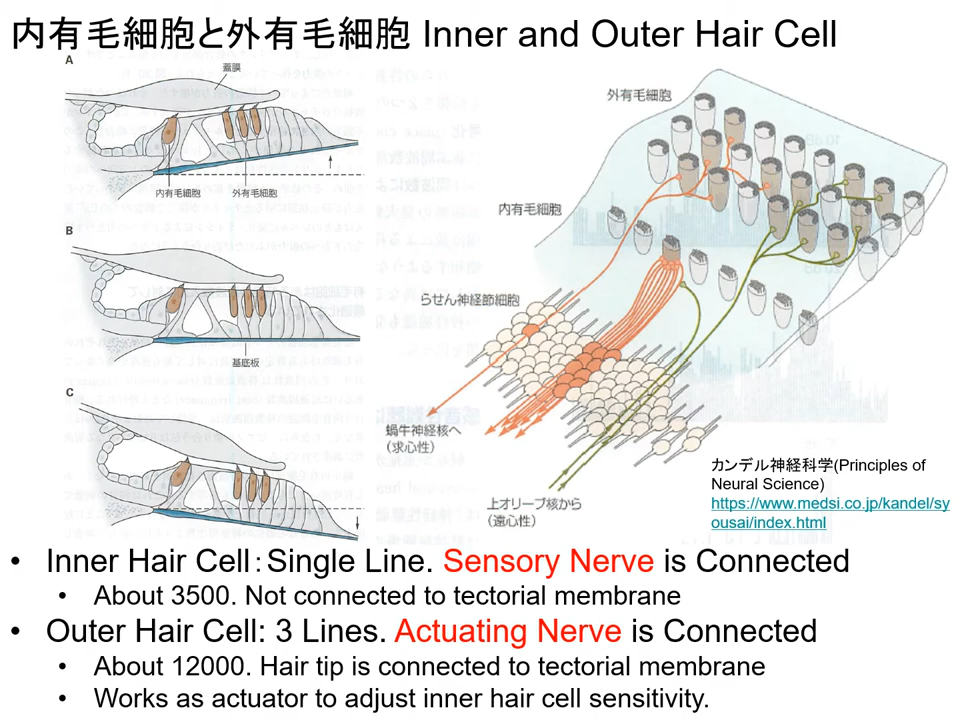 内有毛細胞と外有毛細胞 Inner and Outer Hair Cell
A
蓋膜
内有毛細胞
外有毛細胞
B
基底板
C
外有毛細胞
内有毛細胞
らせん神経節細胞
蝸牛神経核へ
(求心性)
上オリーブ核から
(遠心性)
カンデル神経科学(Principles of
Neural Science)
https://www.medsi.co.jp/kandel/sy
ousai/index.html
• Inner Hair Cell：Single Line. Sensory Nerve is Connected
• About 3500. Not connected to tectorial membrane
• Outer Hair Cell: 3 Lines. Actuating Nerve is Connected
• About 12000. Hair tip is connected to tectorial membrane
• Works as actuator to adjust inner hair cell sensitivity.